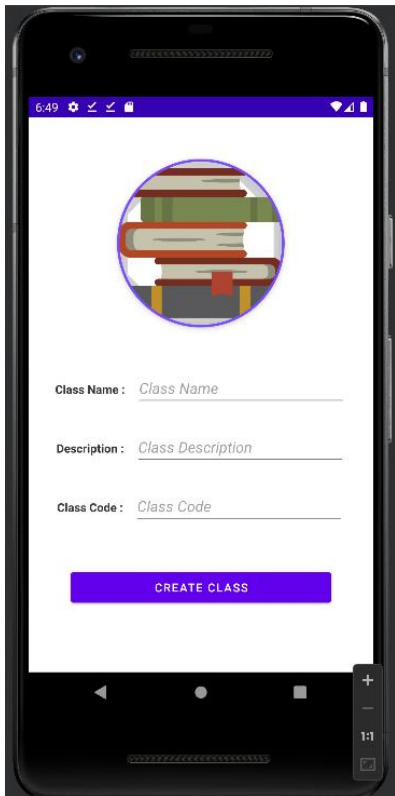 6:49
Class Name : Class Name
Description : Class Description
Class Code : Class Code
CREATE CLASS
1:1